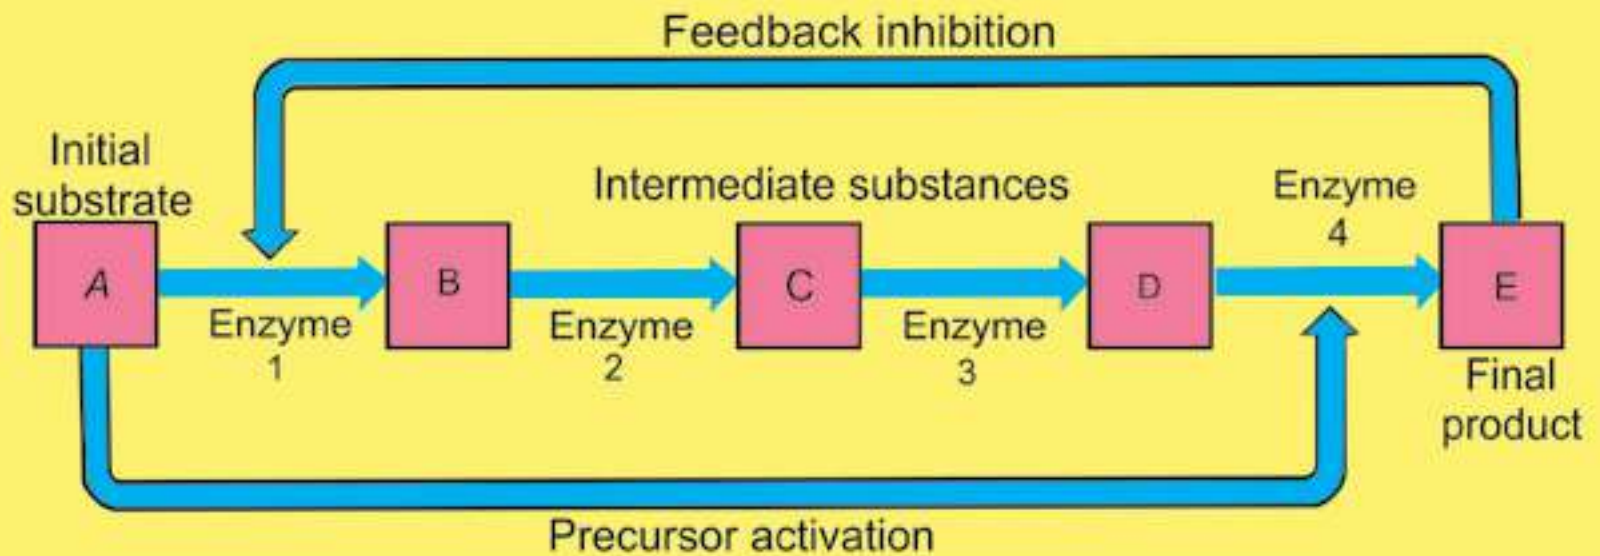 Feedback inhibition
Initial
substrate
Intermediate substances
Enzyme
4
A
B
C
D
E
Enzyme
1
Enzyme
2
Enzyme
3
Final
product
Precursor activation